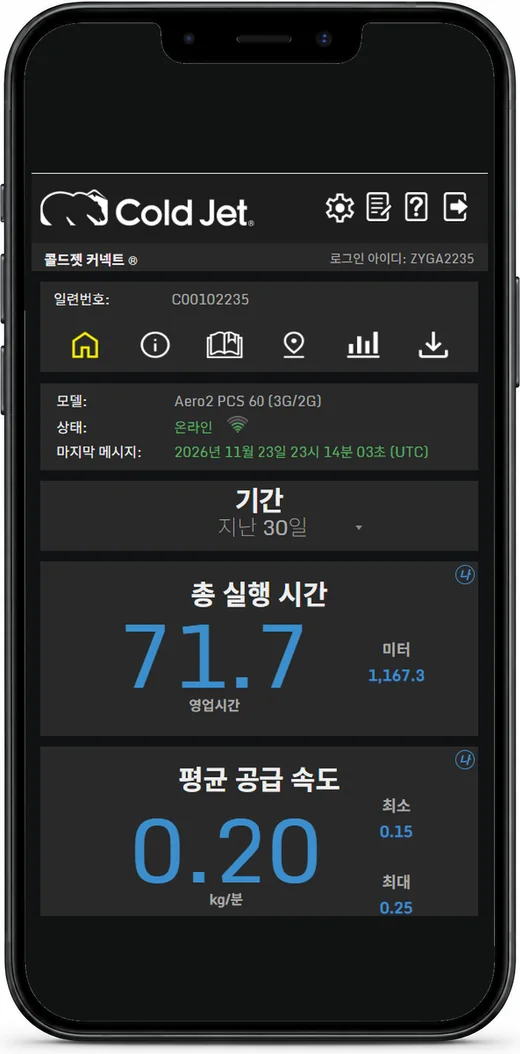 Cold Jet®
콜드젯 커넥트 ®
로그인 아이디: ZYGA2235
일련번호: C00102235
모델: Aero2 PCS 60 (3G/2G)
상태: 온라인
마지막 메시지: 2026년 11월 23일 23시 14분 03초 (UTC)
기간
지난 30일
나
총 실행 시간
71.7
영업시간
미터
1,167.3
나
평균 공급 속도
0.20
kg/분
최소
0.15
최대
0.25